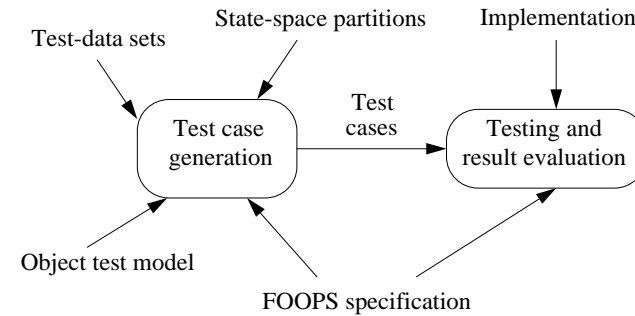 State-space partitions
Implementation
Test-data sets
Test
cases
Test case
generation
Testing and
result evaluation
Object test model
FOOPS specification